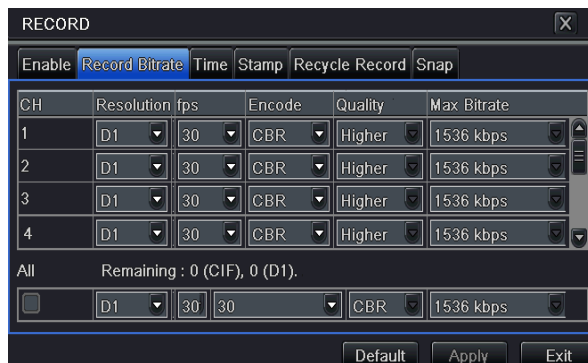 RECORD X
Enable Record Bitrate Time Stamp Recycle Record Snap
CH Resolution fps Encode Quality Max Bitrate
1 D1 30 CBR Higher 1536 kbps
2 D1 30 CBR Higher 1536 kbps
3 D1 30 CBR Higher 1536 kbps
4 D1 30 CBR Higher 1536 kbps
All Remaining : 0 (CIF), 0 (D1).
D1 30 30 CBR 1536 kbps
Default Apply Exit